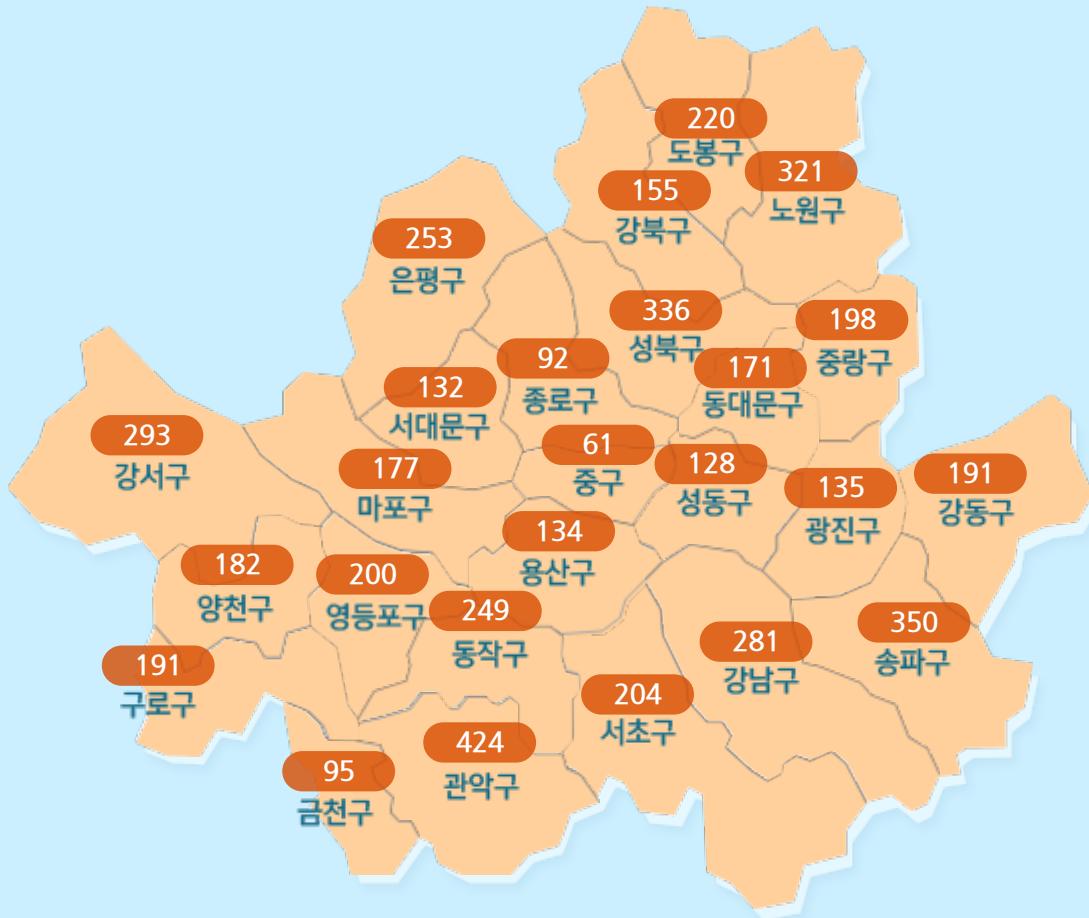 220
도봉구
321
노원구
155
강북구
253
은평구
336
성북구
198
중랑구
92
종로구
171
동대문구
132
서대문구
293
강서구
61
중구
128
성동구
177
마포구
135
광진구
191
강동구
134
용산구
182
양천구
200
영등포구
249
동작구
350
송파구
281
강남구
191
구로구
204
서초구
424
관악구
95
금천구